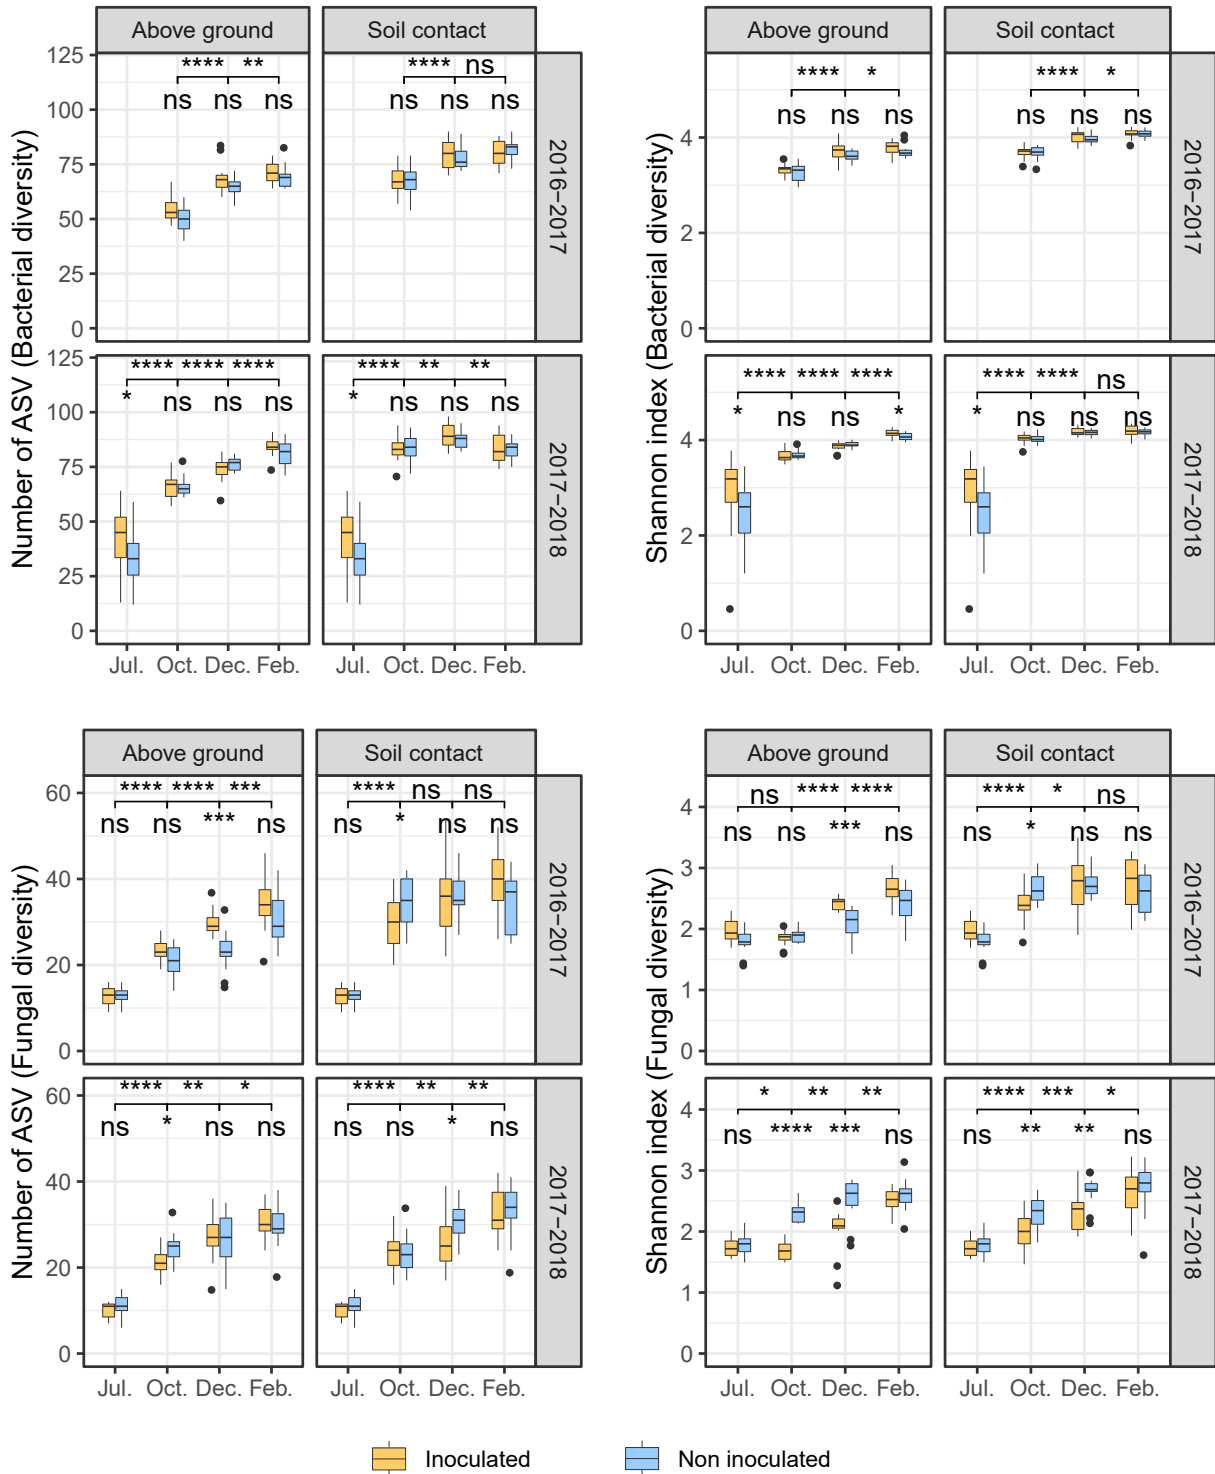 Above ground Soil contact
Number of ASV (Bacterial diversity)
125 **** ** **** ns
100 ns ns ns ns ns ns
75
50
25
0
2016−2017
125 **** **** **** **** ** **
100 * ns ns ns * ns ns ns
75
50
25
0
2017−2018
Jul. Oct. Dec. Feb. Jul. Oct. Dec. Feb.
Above ground Soil contact
Shannon index (Bacterial diversity)
**** * **** *
4 ns ns ns ns ns ns
2
0
2016−2017
**** **** **** **** **** ns
4 * ns ns * * ns ns ns
2
0
2017−2018
Jul. Oct. Dec. Feb. Jul. Oct. Dec. Feb.
Above ground Soil contact
Number of ASV (Fungal diversity)
60 **** **** *** **** ns ns
ns ns *** ns ns * ns ns
40
20
0
2016−2017
60 **** ** * **** ** **
ns * ns ns ns ns * ns
40
20
0
2017−2018
Jul. Oct. Dec. Feb. Jul. Oct. Dec. Feb.
Above ground Soil contact
Shannon index (Fungal diversity)
4 ns **** **** **** * ns
ns ns *** ns ns * ns ns
3
2
1
0
2016−2017
4 * ** ** **** *** *
ns **** *** ns ns ** ** ns
3
2
1
0
2017−2018
Jul. Oct. Dec. Feb. Jul. Oct. Dec. Feb.
Inoculated Non inoculated